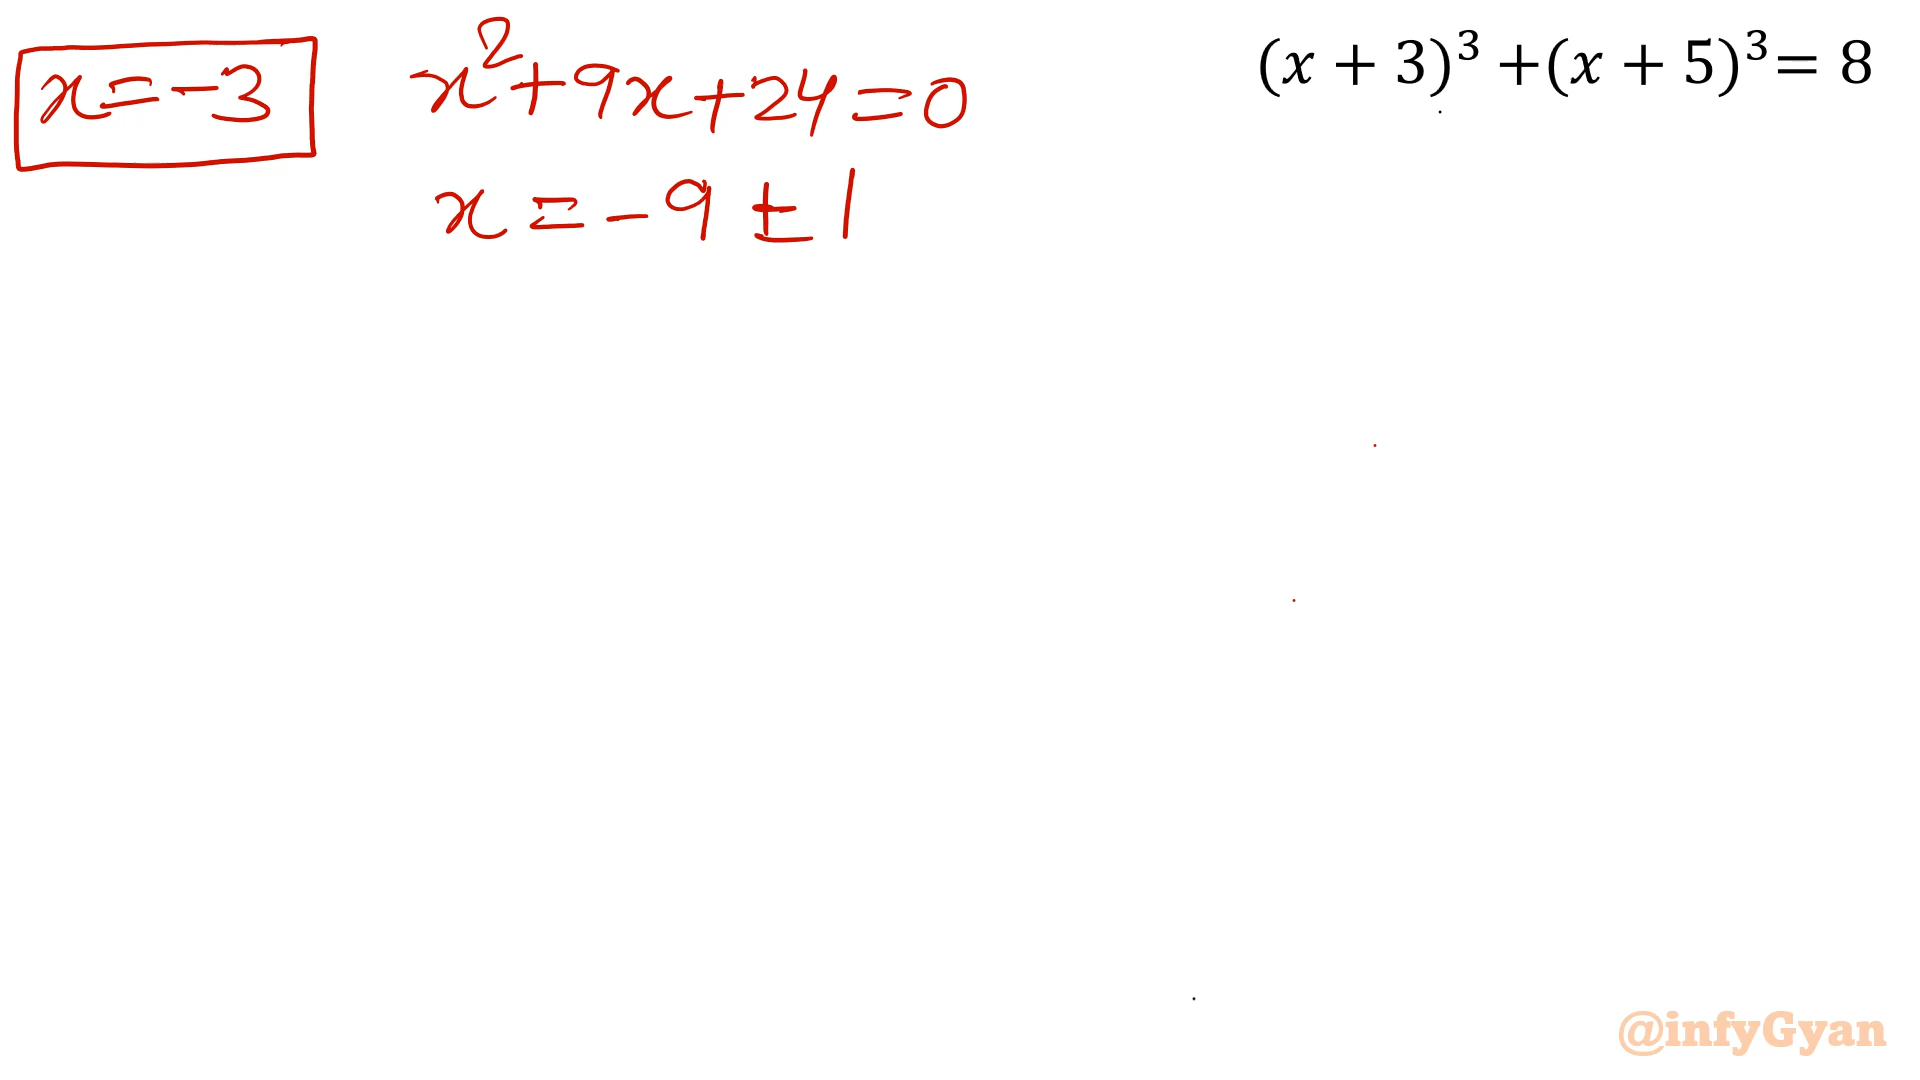 x = -3
x² + 9x + 24 = 0
x = -9 ± 1
(x + 3)³ + (x + 5)³ = 8
@infyGyan